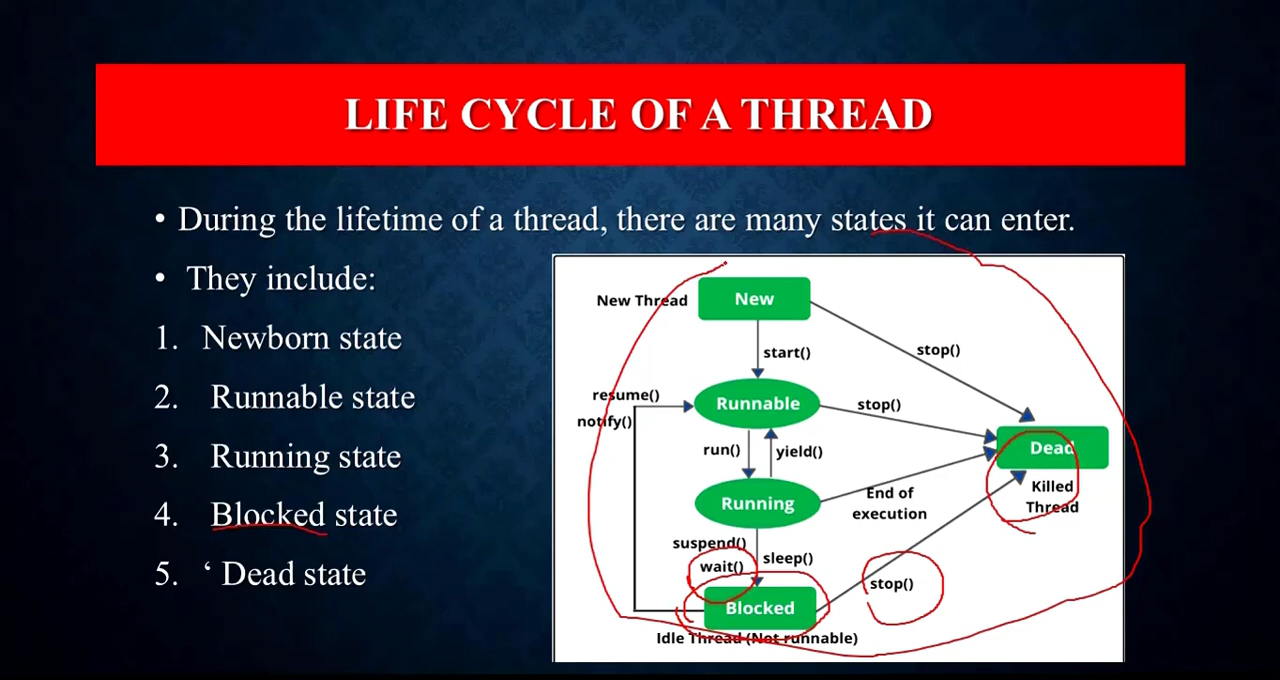 LIFE CYCLE OF A THREAD
• During the lifetime of a thread, there are many states it can enter.
• They include:
1. Newborn state
2. Runnable state
3. Running state
4. Blocked state
5. ‘ Dead state
New Thread
New
start()
stop()
resume()
notify()
Runnable
stop()
run()
yield()
Dead
Killed
Thread
Running
End of
execution
suspend()
wait()
sleep()
stop()
Blocked
Idle Thread (Not runnable)